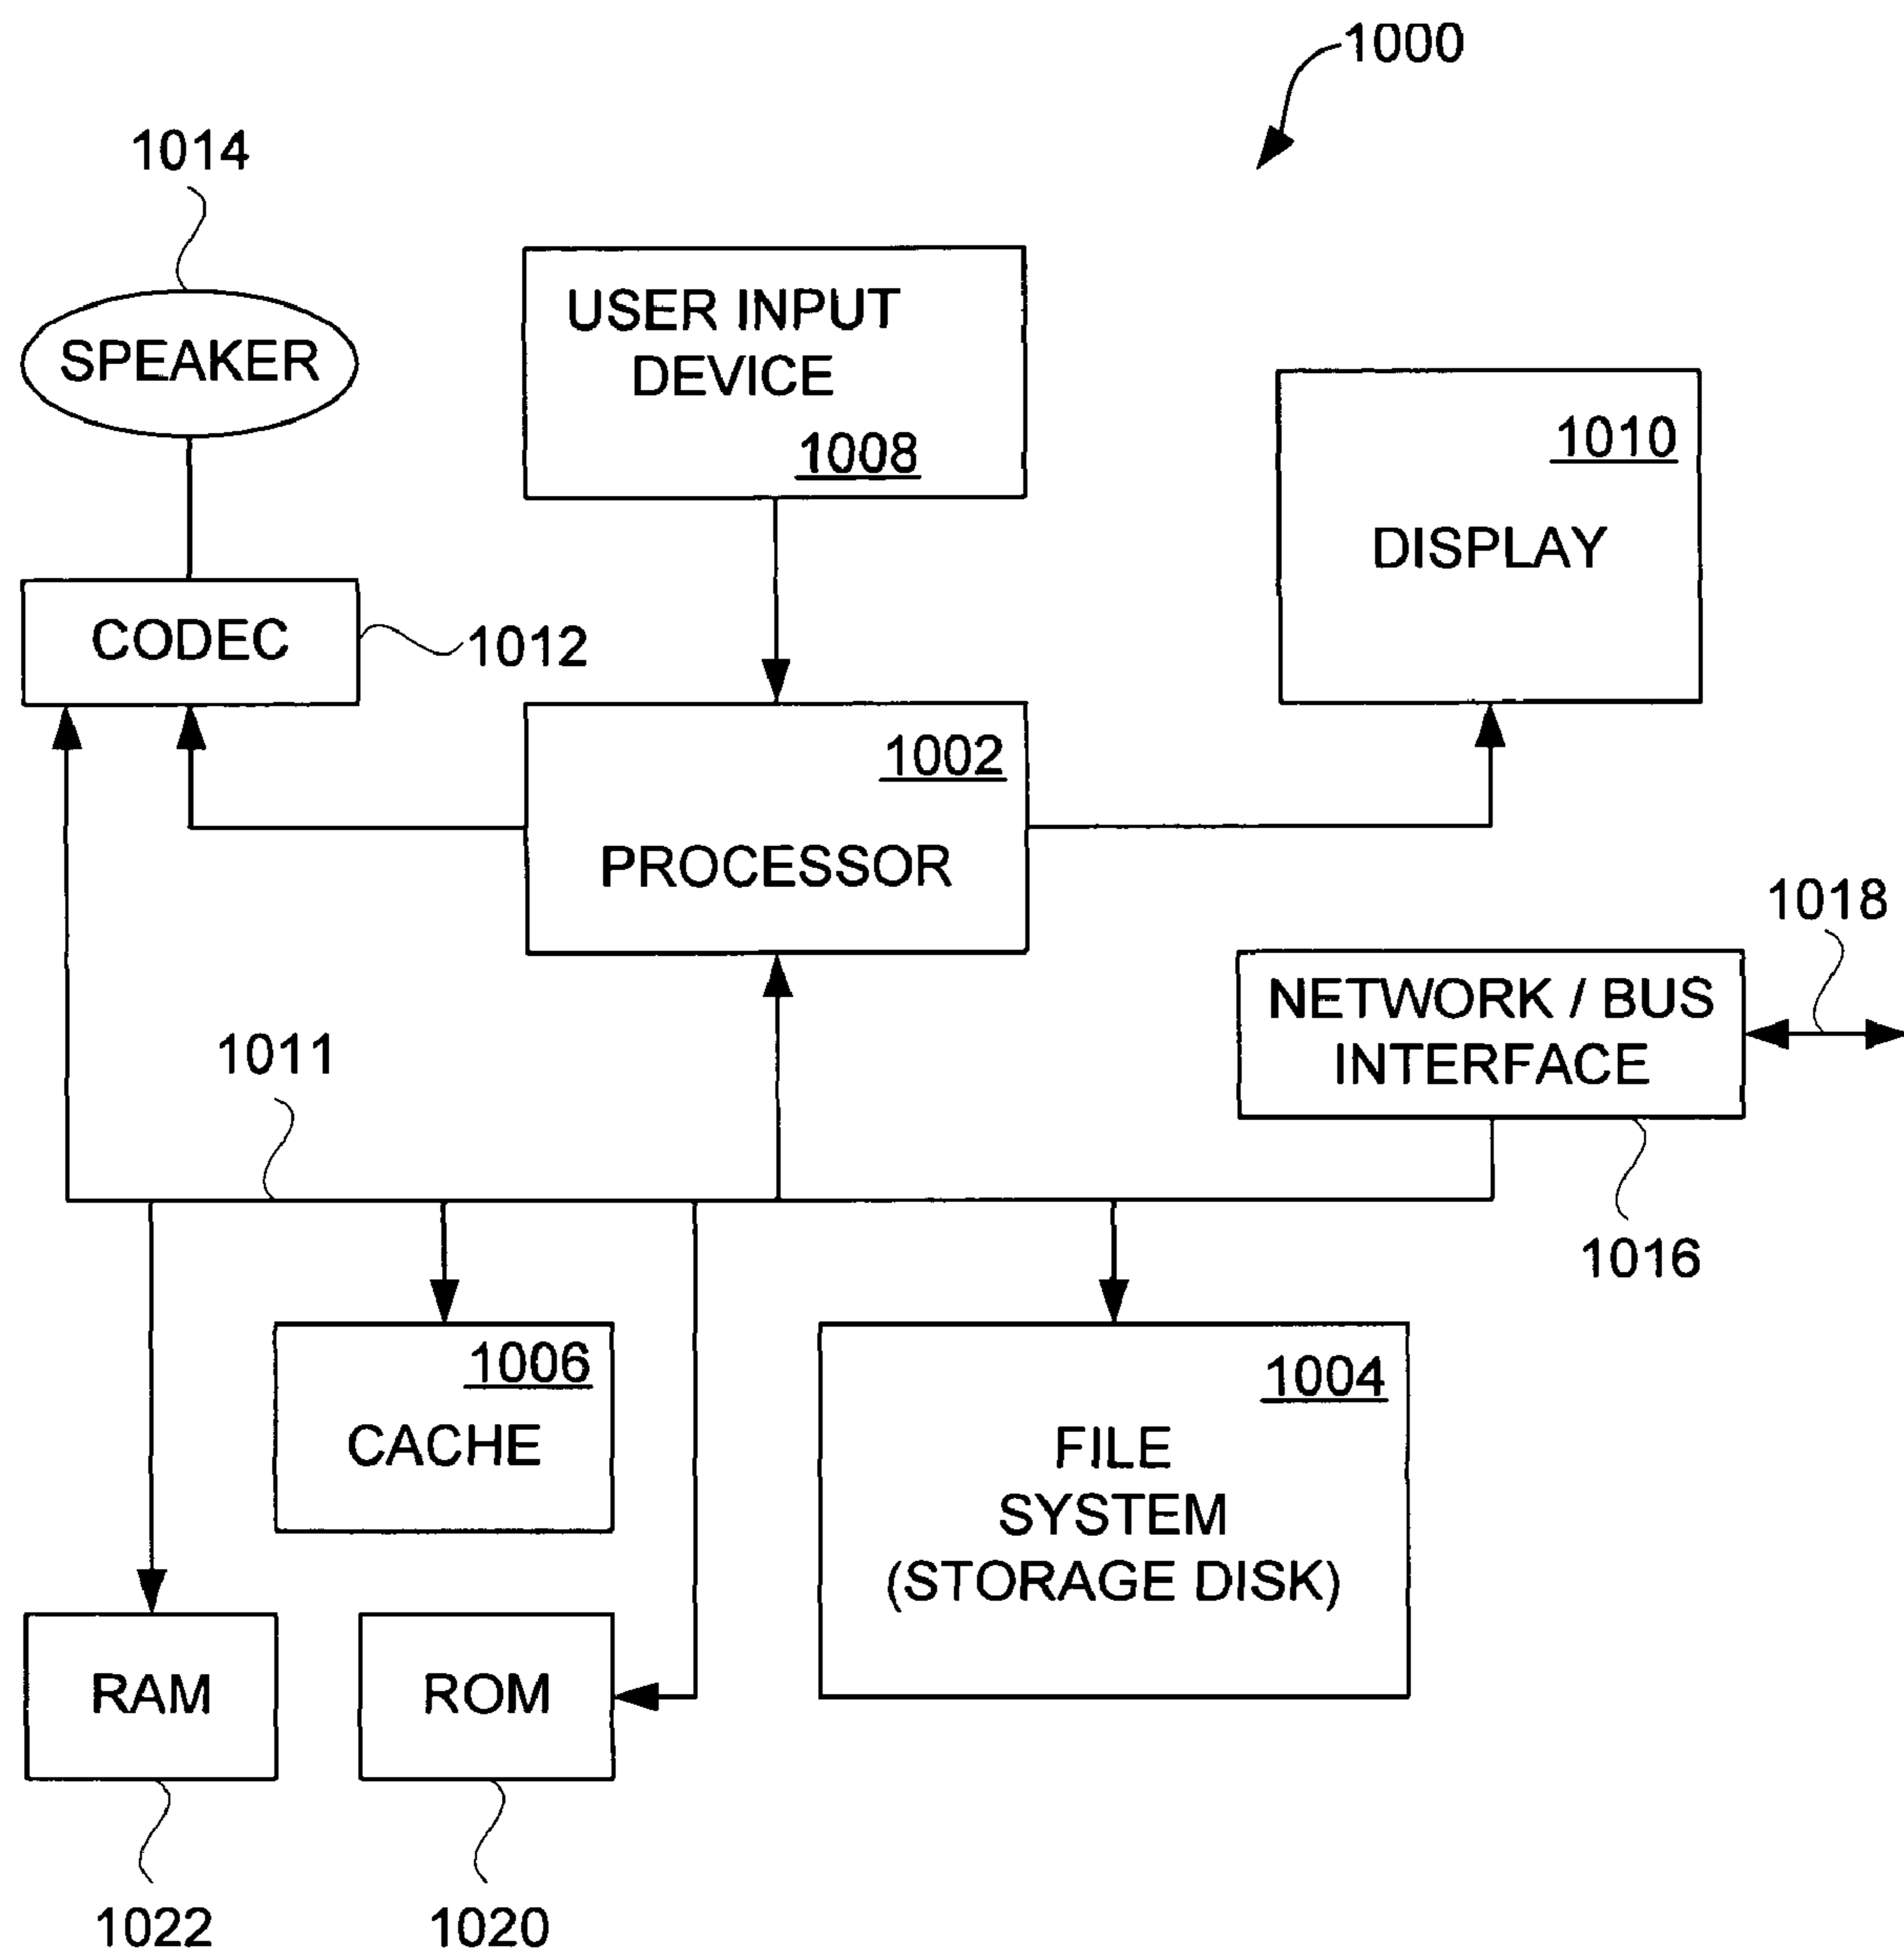 1000
1014
SPEAKER
USER INPUT
DEVICE
1008
1010
DISPLAY
CODEC
1012
1002
PROCESSOR
1018
NETWORK / BUS
INTERFACE
1011
1016
1006
CACHE
1004
FILE
SYSTEM
(STORAGE DISK)
RAM
ROM
1022
1020